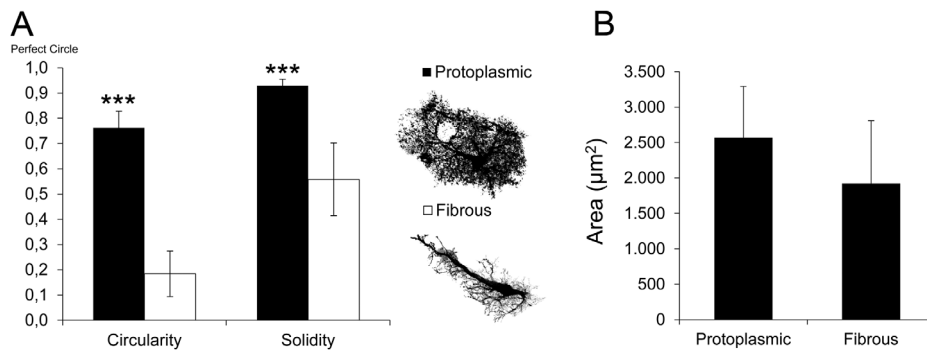 A
Perfect Circle
1,0
0,9
0,8
0,7
0,6
0,5
0,4
0,3
0,2
0,1
0,0
***
***
Circularity
Solidity
Protoplasmic
Fibrous
B
Area (µm²)
3.500
3.000
2.500
2.000
1.500
1.000
500
0
Protoplasmic
Fibrous